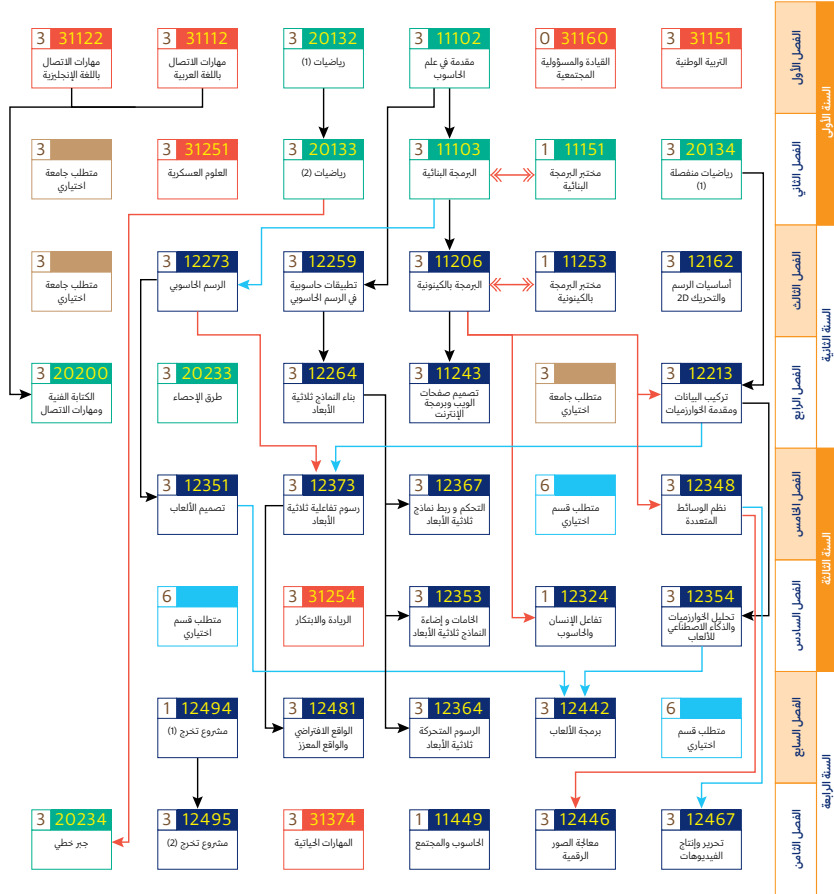 السنة الأولى
الفصل الأول
31151 3
التربية الوطنية
31160 0
القيادة والمسؤولية
المجتمعية
11102 3
مقدمة في علم
الحاسوب
20132 3
رياضيات (1)
31112 3
مهارات الاتصال
باللغة العربية
31122 3
مهارات الاتصال
باللغة الإنجليزية
الفصل الثاني
20134 3
رياضيات منفصلة
(1)
11151 1
مختبر البرمجة
البنائية
11103 3
البرمجة البنائية
20133 3
رياضيات (2)
31251 3
العلوم العسكرية
3
متطلب جامعة
اختياري
السنة الثانية
الفصل الثالث
12162 3
أساسيات الرسم
والتحريك 2D
11253 1
مختبر البرمجة
بالكينونية
11206 3
البرمجة بالكينونية
12259 3
تطبيقات حاسوبية
في الرسم الحاسوبي
12273 3
الرسم الحاسوبي
3
متطلب جامعة
اختياري
الفصل الرابع
12213 3
تركيب البيانات
ومقدمة الخوارزميات
3
متطلب جامعة
اختياري
11243 3
تصميم صفحات
الويب وبرمجة
الإنترنت
12264 3
بناء النماذج ثلاثية
الأبعاد
20233 3
طرق الإحصاء
20200 3
الكتابة الفنية
ومهارات الاتصال
السنة الثالثة
الفصل الخامس
12348 3
نظم الوسائط
المتعددة
6
متطلب قسم
اختياري
12367 3
التحكم و ربط نماذج
ثلاثية الأبعاد
12373 3
رسوم تفاعلية ثلاثية
الأبعاد
12351 3
تصميم الألعاب
الفصل السادس
12354 3
تحليل الخوارزميات
والذكاء الاصطناعي
للألعاب
12324 1
تفاعل الإنسان
والحاسوب
12353 3
الخامات و إضاءة
النماذج ثلاثية الأبعاد
31254 3
الريادة والابتكار
6
متطلب قسم
اختياري
السنة الرابعة
الفصل السابع
6
متطلب قسم
اختياري
12442 3
برمجة الألعاب
12364 3
الرسوم المتحركة
ثلاثية الأبعاد
12481 3
الواقع الافتراضي
والواقع المعزز
12494 1
مشروع تخرج (1)
الفصل الثامن
12467 3
تحرير وإنتاج
الفيديوهات
12446 3
معالجة الصور
الرقمية
11449 1
الحاسوب والمجتمع
31374 3
المهارات الحياتية
12495 3
مشروع تخرج (2)
20234 3
جبر خطي